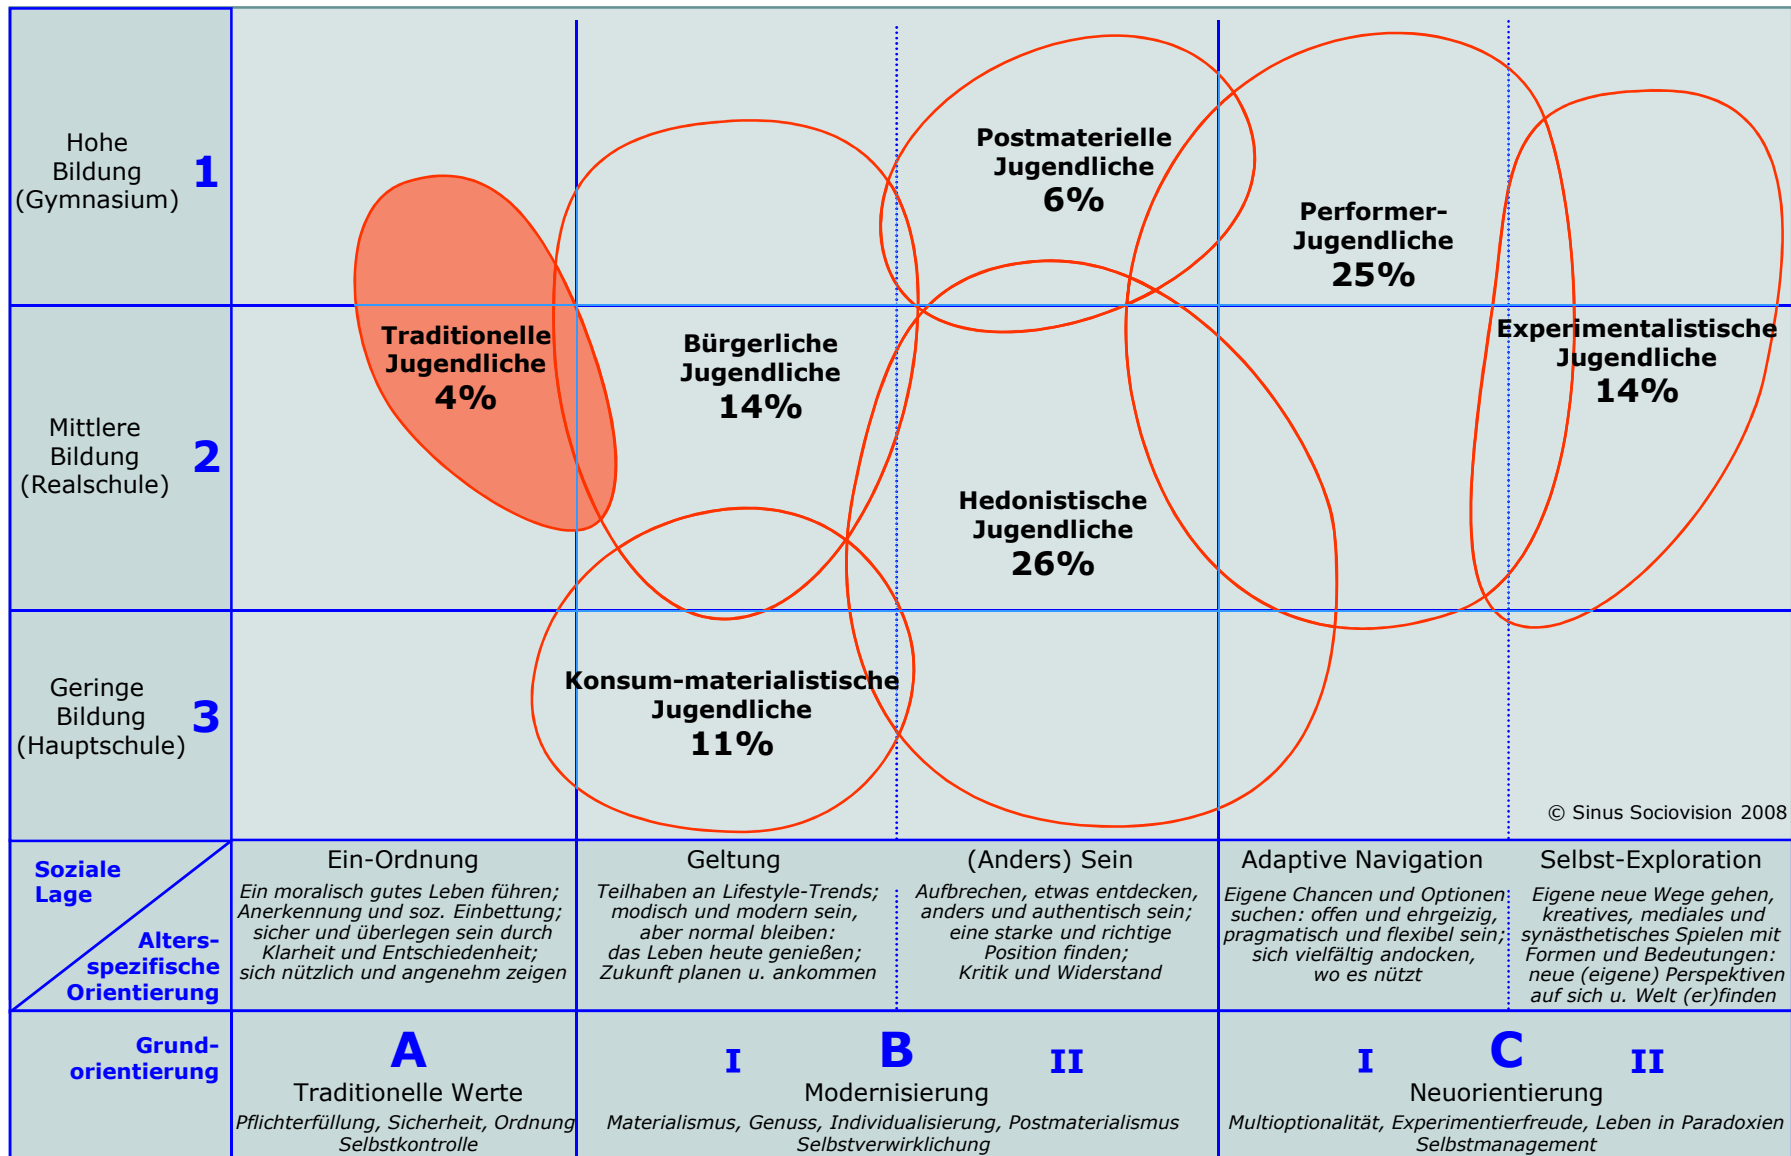 Hohe
Bildung
(Gymnasium)
1
Mittlere
Bildung
(Realschule)
2
Geringe
Bildung
(Hauptschule)
3
Traditionelle
Jugendliche
4%
Bürgerliche
Jugendliche
14%
Postmaterielle
Jugendliche
6%
Performer-
Jugendliche
25%
Experimentalistische
Jugendliche
14%
Hedonistische
Jugendliche
26%
Konsum-materialistische
Jugendliche
11%
© Sinus Sociovision 2008
Soziale
Lage
Alters-
spezifische
Orientierung
Ein-Ordnung
Ein moralisch gutes Leben führen;
Anerkennung und soz. Einbettung;
sicher und überlegen sein durch
Klarheit und Entschiedenheit;
sich nützlich und angenehm zeigen
Geltung
Teilhaben an Lifestyle-Trends;
modisch und modern sein,
aber normal bleiben:
das Leben heute genießen;
Zukunft planen u. ankommen
(Anders) Sein
Aufbrechen, etwas entdecken,
anders und authentisch sein;
eine starke und richtige
Position finden;
Kritik und Widerstand
Adaptive Navigation
Eigene Chancen und Optionen
suchen: offen und ehrgeizig,
pragmatisch und flexibel sein;
sich vielfältig andocken,
wo es nützt
Selbst-Exploration
Eigene neue Wege gehen,
kreatives, mediales und
synästhetisches Spielen mit
Formen und Bedeutungen:
neue (eigene) Perspektiven
auf sich u. Welt (er)finden
Grund-
orientierung
A
Traditionelle Werte
Pflichterfüllung, Sicherheit, Ordnung
Selbstkontrolle
I B II
Modernisierung
Materialismus, Genuss, Individualisierung, Postmaterialismus
Selbstverwirklichung
I C II
Neuorientierung
Multioptionalität, Experimentierfreude, Leben in Paradoxien
Selbstmanagement